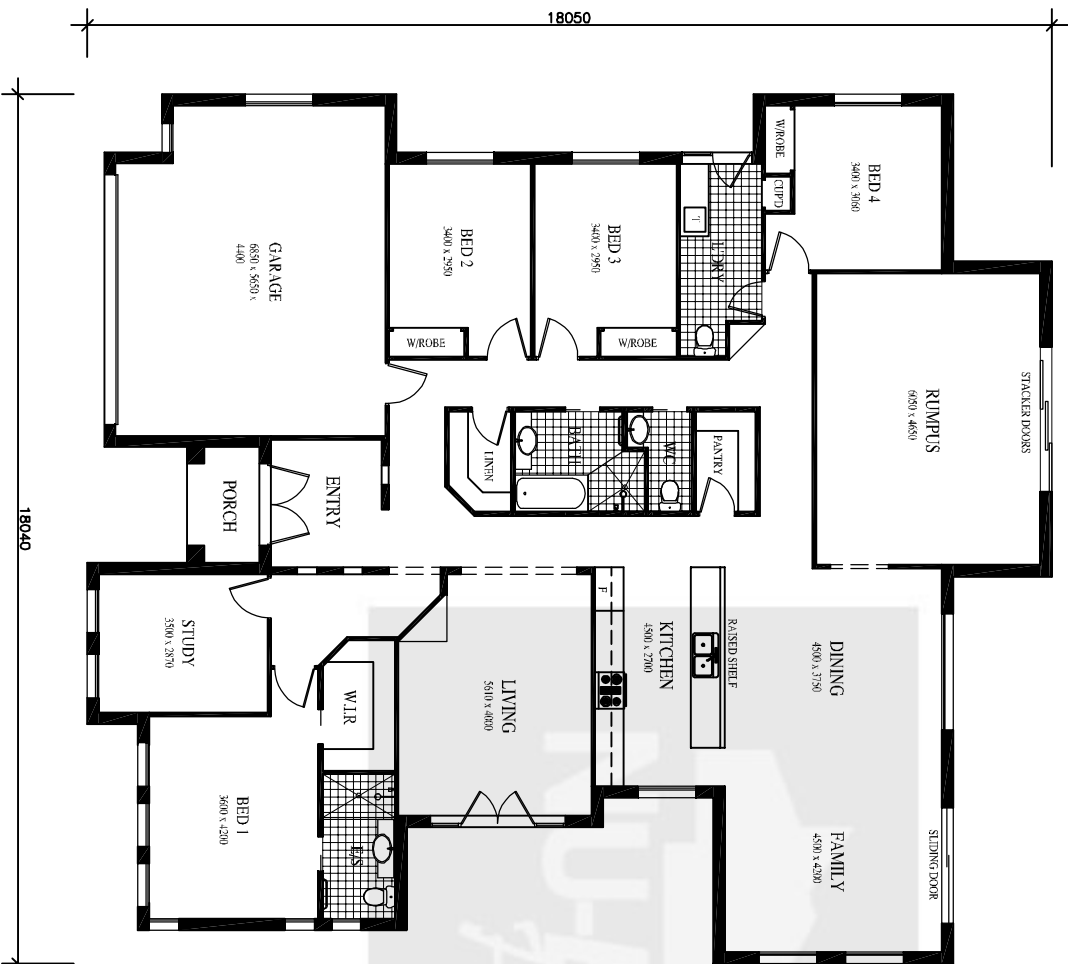 18050
18040
GARAGE
6850 x 5650 x
4400
BED 2
3400 x 2950
W/ROBE
BED 3
3400 x 2950
W/ROBE
L'DRY
T
W/ROBE
CUP'D
BED 4
3400 x 3060
RUMPUS
6050 x 4650
STACKER DOORS
LINEN
BATH
WC
PANTRY
ENTRY
PORCH
STUDY
3500 x 2870
W.I.R
BED 1
3600 x 4200
E/S
LIVING
5610 x 4000
F
KITCHEN
4500 x 2700
RAISED SHELF
DINING
4500 x 3750
FAMILY
4500 x 4200
SLIDING DOOR